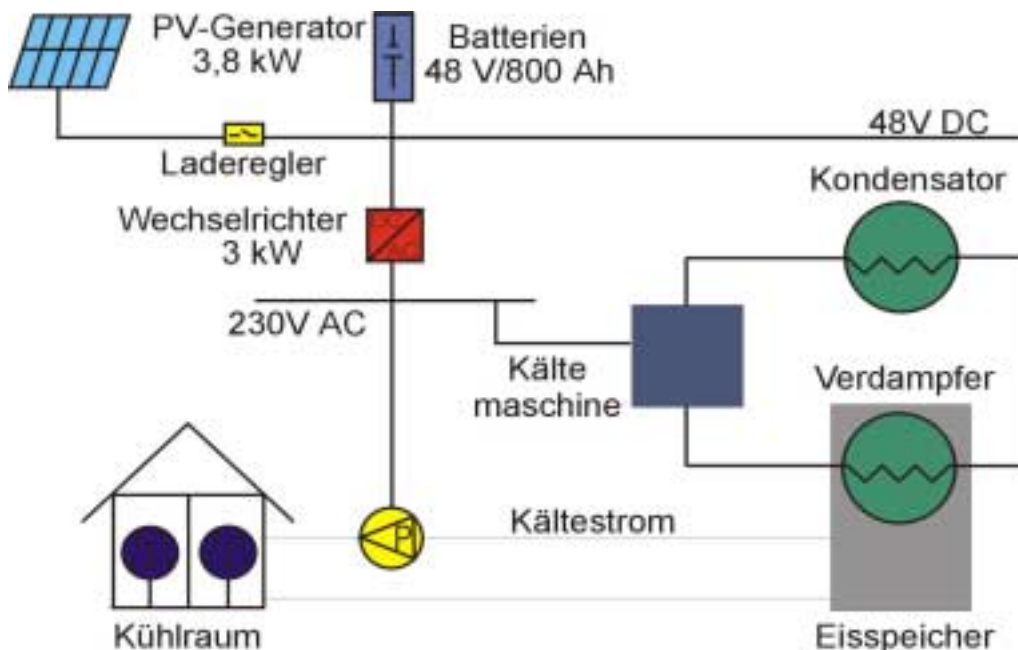 PV-Generator
3,8 kW
Batterien
48 V/800 Ah
48V DC
Laderegler
Kondensator
Wechselrichter
3 kW
230V AC
Kälte
maschine
Verdampfer
Kältestrom
P
Kühlraum
Eisspeicher